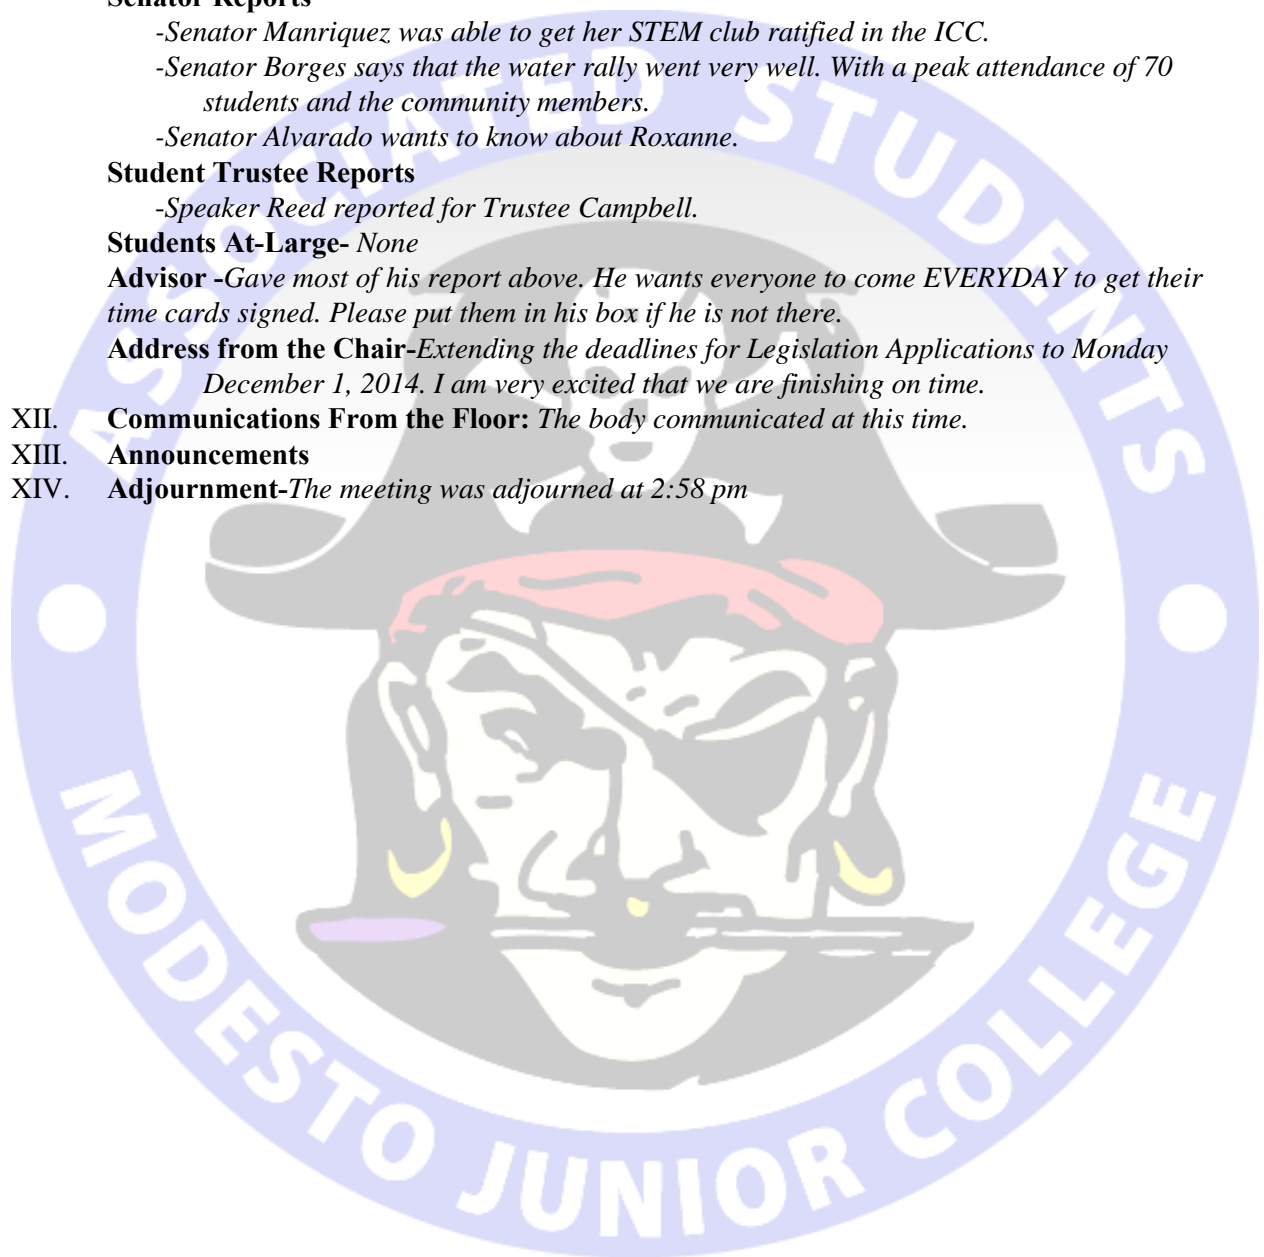 Senator Reports
-Senator Manriquez was able to get her STEM club ratified in the ICC.
-Senator Borges says that the water rally went very well. With a peak attendance of 70
students and the community members.
-Senator Alvarado wants to know about Roxanne.
Student Trustee Reports
-Speaker Reed reported for Trustee Campbell.
Students At-Large- None
Advisor -Gave most of his report above. He wants everyone to come EVERYDAY to get their
time cards signed. Please put them in his box if he is not there.
Address from the Chair-Extending the deadlines for Legislation Applications to Monday
December 1, 2014. I am very excited that we are finishing on time.
XII. Communications From the Floor: The body communicated at this time.
XIII. Announcements
XIV. Adjournment-The meeting was adjourned at 2:58 pm
ASSOCIATED STUDENTS
MODESTO JUNIOR COLLEGE